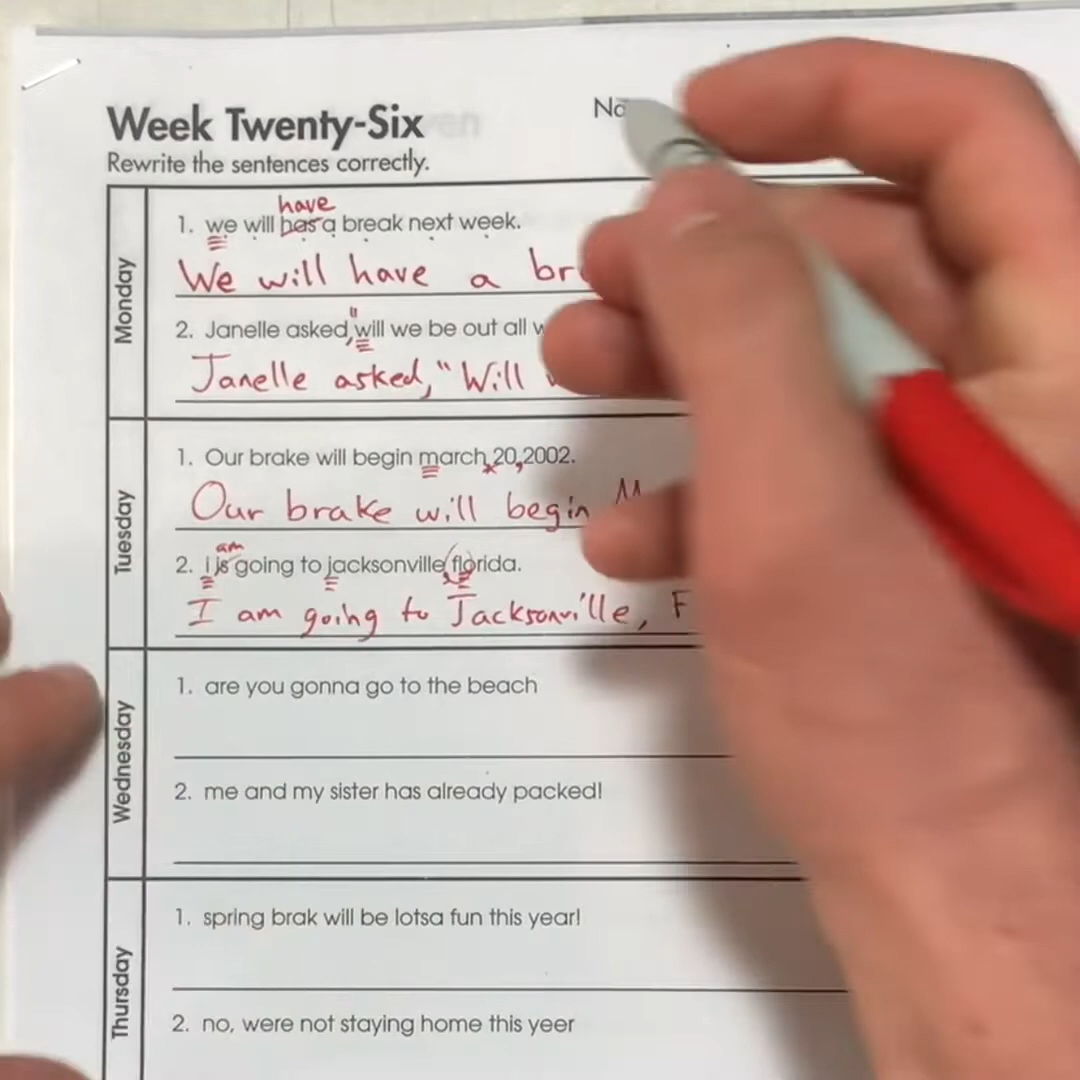 Week Twenty-Six
Rewrite the sentences correctly.
Monday
have
1. we will has a break next week.
We will have a
2. Janelle asked, " will we be out all
Janelle asked, "Will
Tuesday
1. Our brake will begin march, 20, 2002.
Our brake will begin
am
2. i is going to jacksonville, florida.
I am going to Jacksonville,
Wednesday
1. are you gonna go to the beach
2. me and my sister has already packed!
Thursday
1. spring brak will be lotsa fun this year!
2. no, were not staying home this yeer